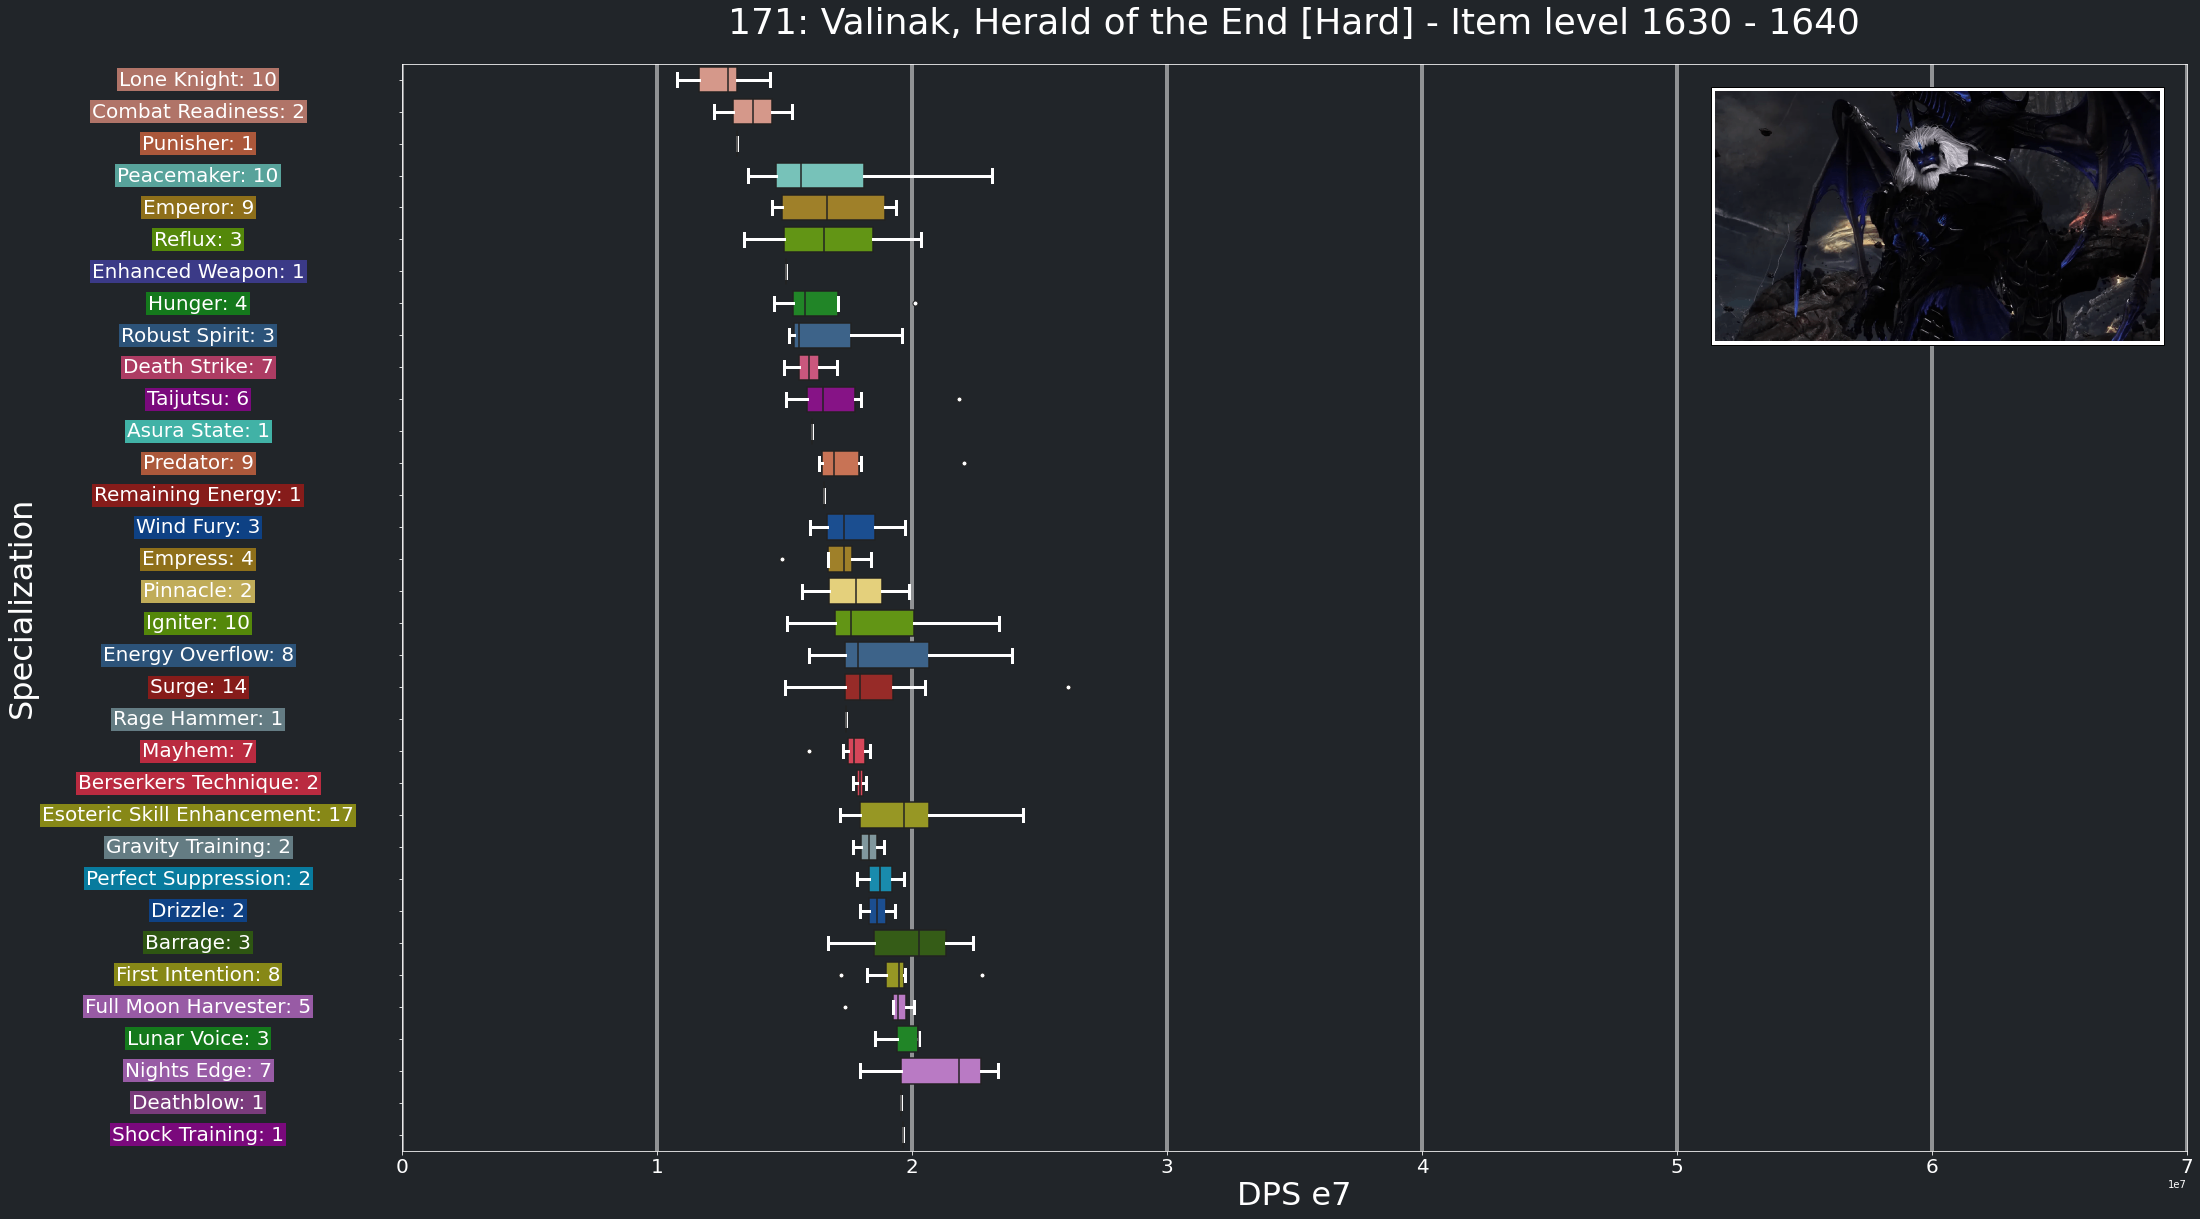 171: Valinak, Herald of the End [Hard] - Item level 1630 - 1640
Lone Knight: 10
Combat Readiness: 2
Punisher: 1
Peacemaker: 10
Emperor: 9
Reflux: 3
Enhanced Weapon: 1
Hunger: 4
Robust Spirit: 3
Death Strike: 7
Taijutsu: 6
Asura State: 1
Predator: 9
Remaining Energy: 1
Wind Fury: 3
Empress: 4
Pinnacle: 2
Igniter: 10
Energy Overflow: 8
Surge: 14
Rage Hammer: 1
Mayhem: 7
Berserkers Technique: 2
Esoteric Skill Enhancement: 17
Gravity Training: 2
Perfect Suppression: 2
Drizzle: 2
Barrage: 3
First Intention: 8
Full Moon Harvester: 5
Lunar Voice: 3
Nights Edge: 7
Deathblow: 1
Shock Training: 1
Specialization
0 1 2 3 4 5 6 7
1e7
DPS e7